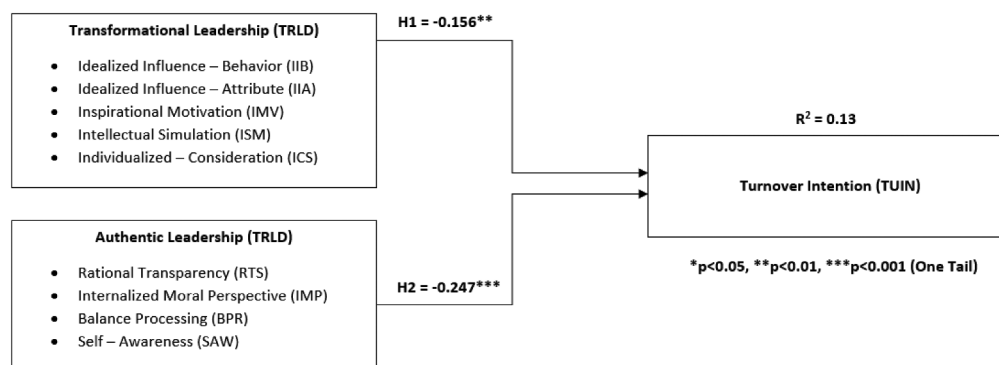 Transformational Leadership (TRLD)
• Idealized Influence – Behavior (IIB)
• Idealized Influence – Attribute (IIA)
• Inspirational Motivation (IMV)
• Intellectual Simulation (ISM)
• Individualized – Consideration (ICS)
H1 = -0.156**
Authentic Leadership (TRLD)
• Rational Transparency (RTS)
• Internalized Moral Perspective (IMP)
• Balance Processing (BPR)
• Self – Awareness (SAW)
H2 = -0.247***
R² = 0.13
Turnover Intention (TUIN)
*p<0.05, **p<0.01, ***p<0.001 (One Tail)